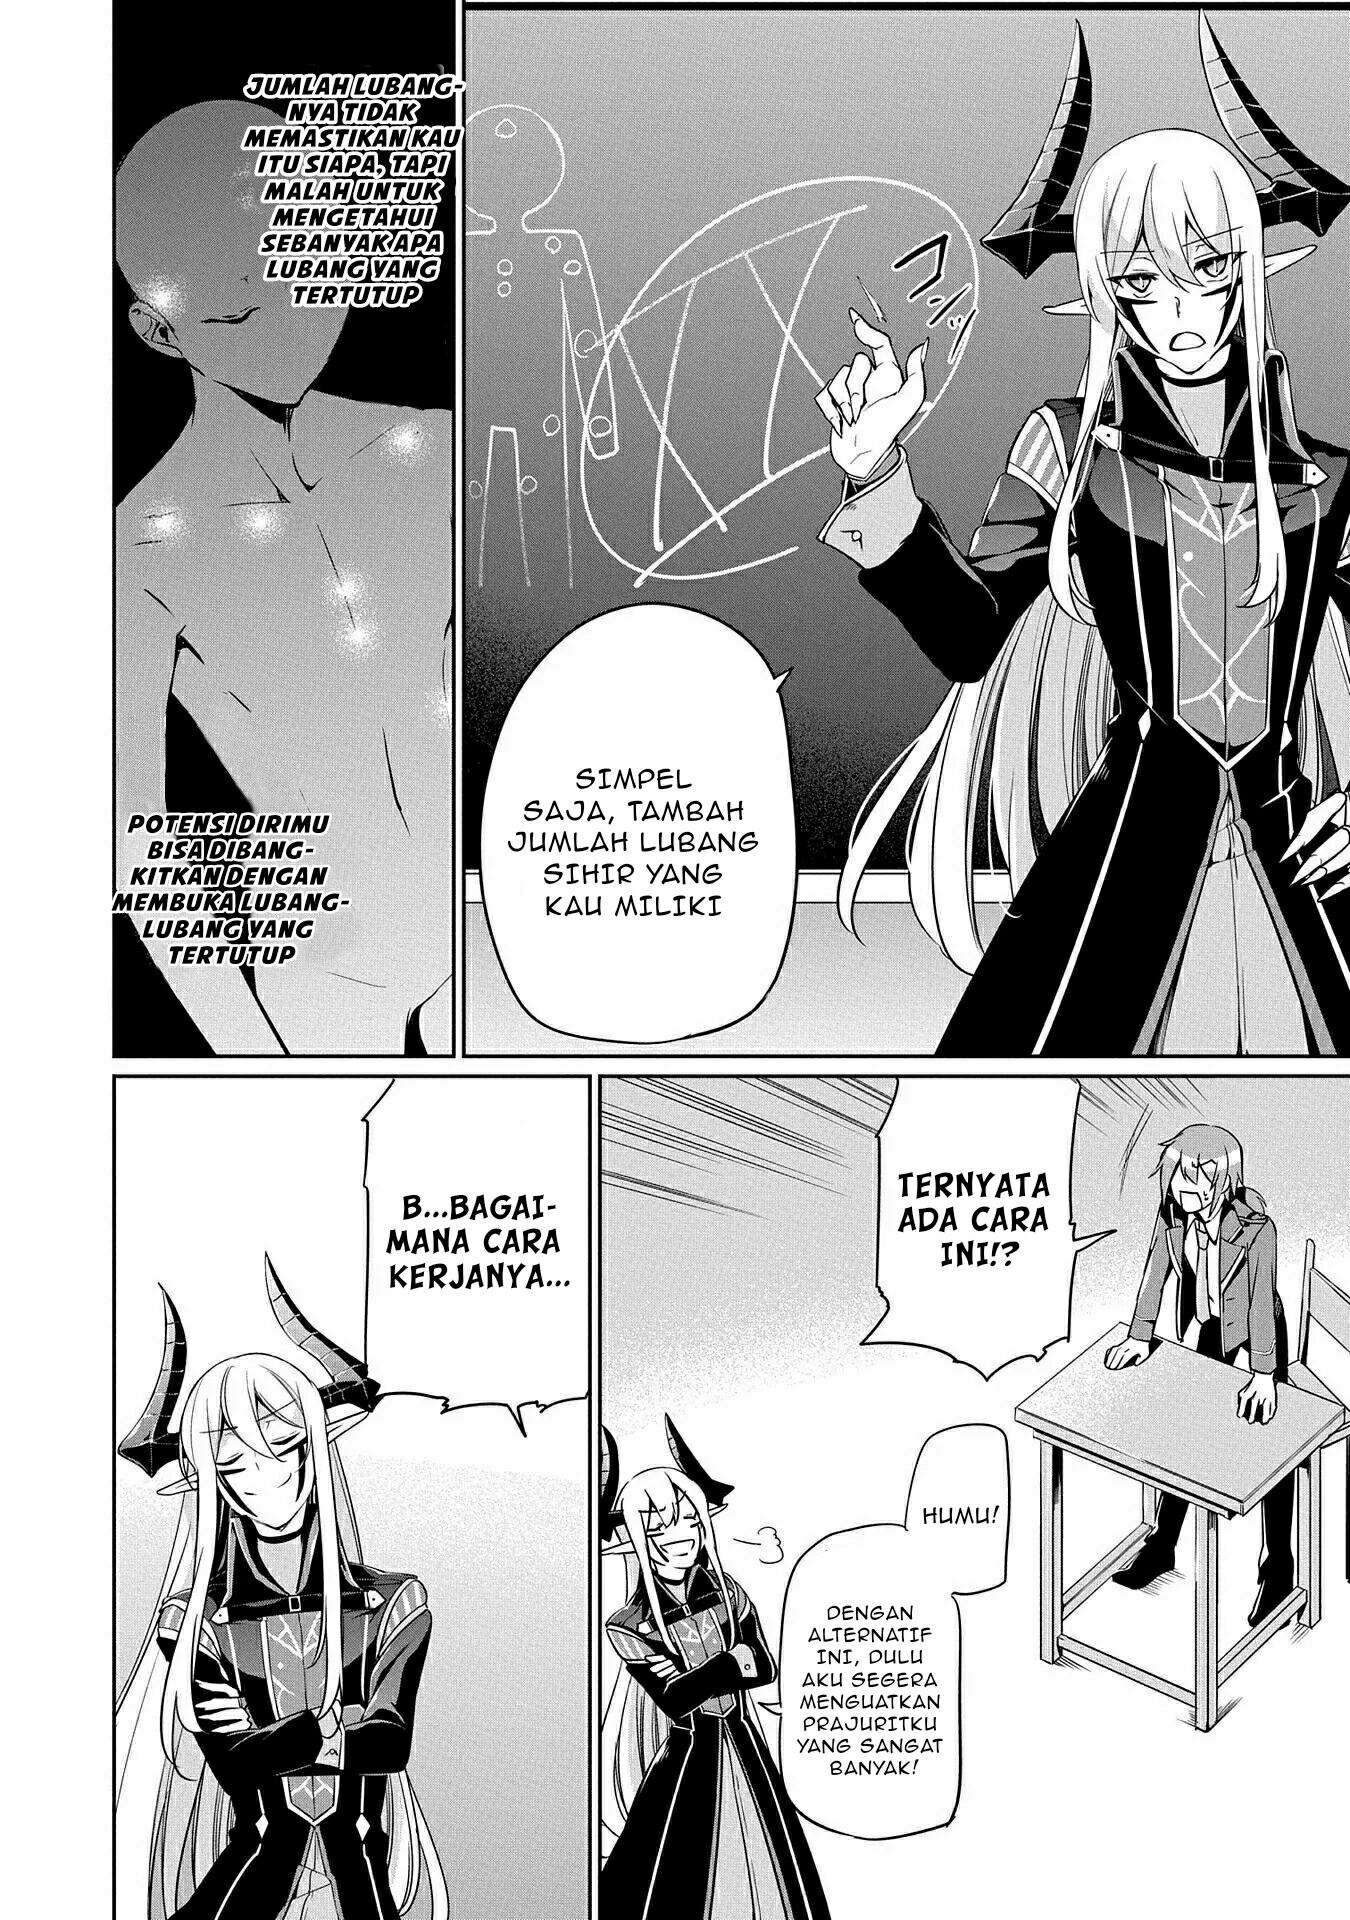 SIMPEL
SAJA, TAMBAH
JUMLAH LUBANG
SIHIR YANG
KAU MILIKI
JUMLAH LUBANG-
NYA TIDAK
MEMASTIKAN KAU
ITU SIAPA, TAPI
MALAH UNTUK
MENGETAHUI
SEBANYAK APA
LUBANG YANG
TERTUTUP
POTENSI DIRIMU
BISA DIBANG-
KITKAN DENGAN
MEMBUKA LUBANG-
LUBANG YANG
TERTUTUP
TERNYATA
ADA CARA
INI!?
HUMU!
DENGAN
ALTERNATIF
INI, DULU
AKU SEGERA
MENGUATKAN
PRAJURITKU
YANG SANGAT
BANYAK!
B...BAGAI-
MANA CARA
KERJANYA...